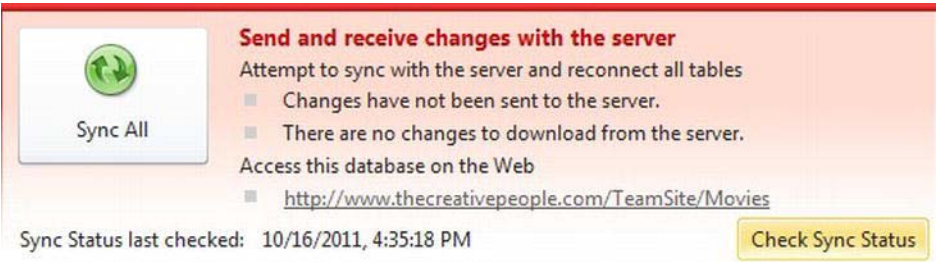 Send and receive changes with the server
Attempt to sync with the server and reconnect all tables
Changes have not been sent to the server.
Sync All
There are no changes to download from the server.
Access this database on the Web
http://www.thecreativepeople.com/TeamSite/Movies
Sync Status last checked: 10/16/2011, 4:35:18 PM
Check Sync Status